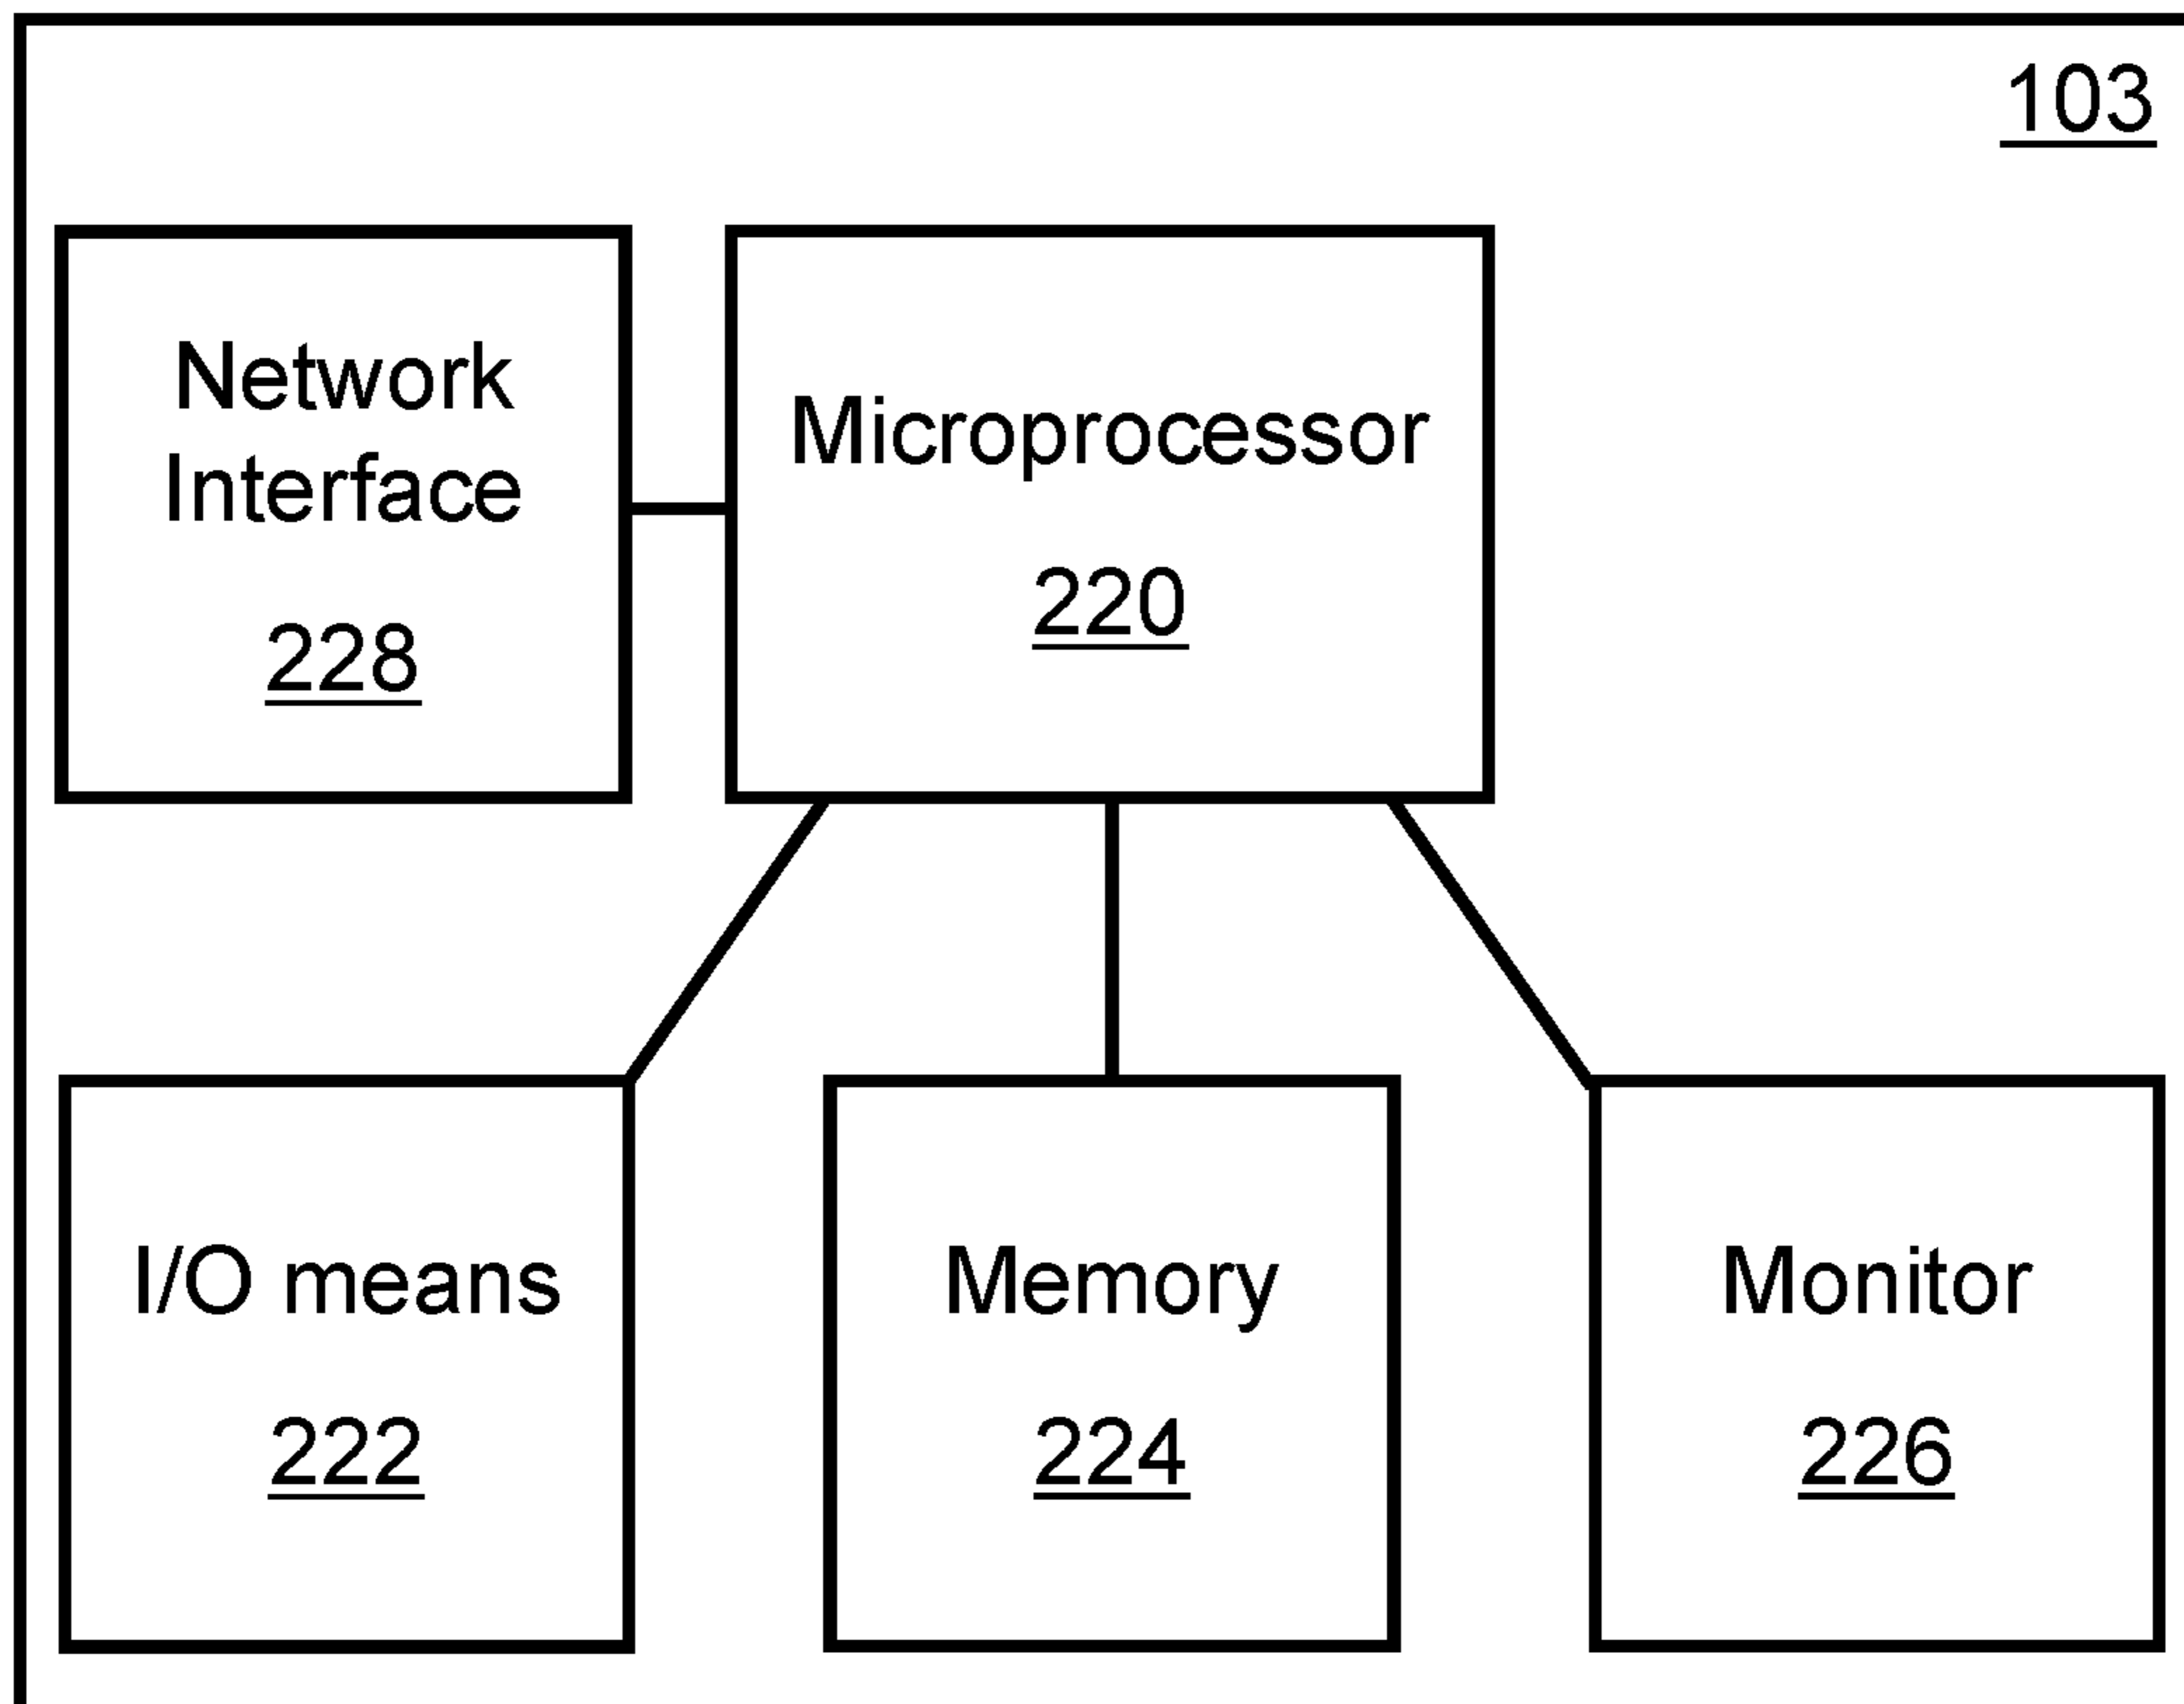 103
Network
Interface
228
Microprocessor
220
I/O means
222
Memory
224
Monitor
226